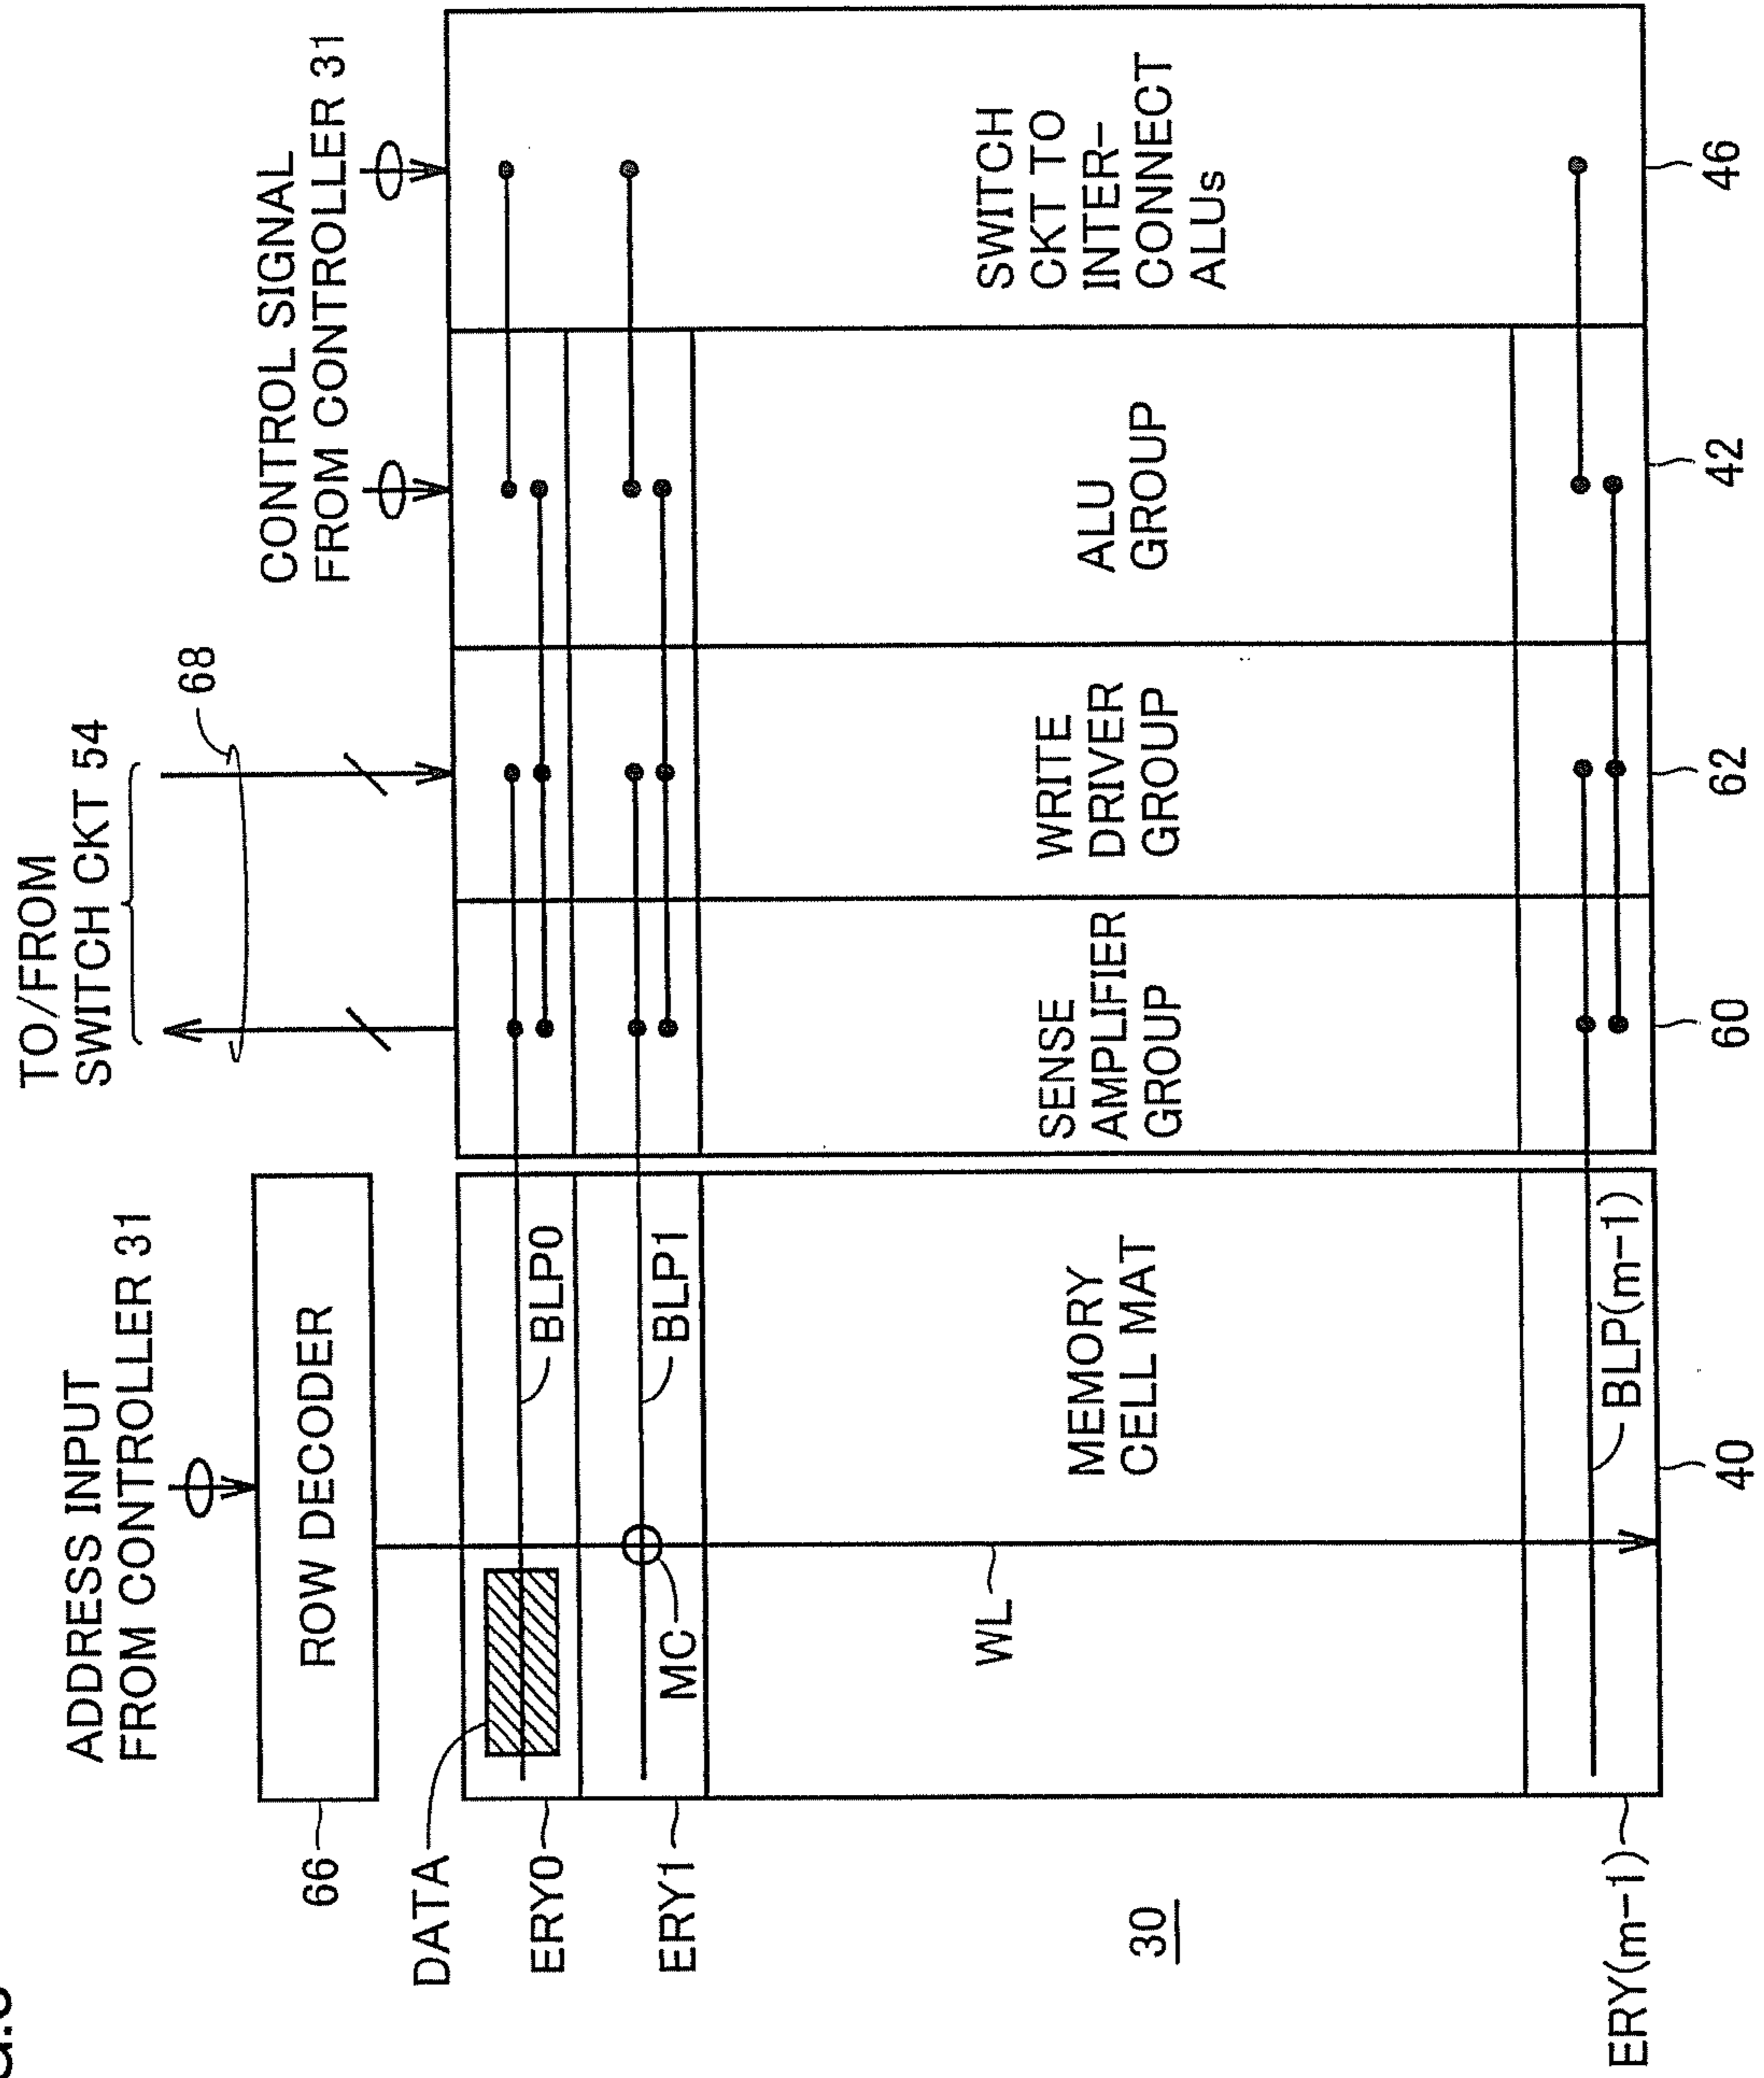 TO/FROM
SWITCH CKT 54
68
CONTROL SIGNAL
FROM CONTROLLER 31
ADDRESS INPUT
FROM CONTROLLER 31
66
ROW DECODER
DATA
ERY0
BLP0
ERY1
MC
BLP1
WL
MEMORY
CELL MAT
SENSE
AMPLIFIER
GROUP
WRITE
DRIVER
GROUP
ALU
GROUP
SWITCH
CKT TO
INTER-
CONNECT
ALUs
30
ERY(m-1)
BLP(m-1)
40
60
62
42
46